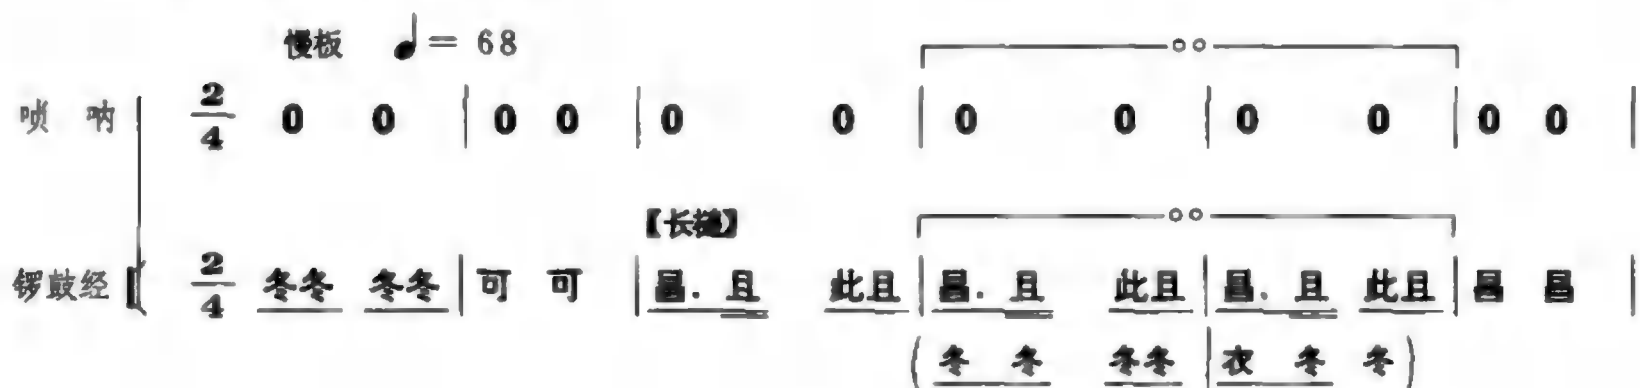 慢板 ♩= 68
唢 呐 2/4 0 0 | 0 0 | 0 0 | 0 0 | 0 0 | 0 0 |
【长
锣鼓经 2/4 冬冬 冬冬 | 可 可 | 昌. 且 此且 | 昌. 且 此且 | 昌. 且 此且 | 昌 昌 |
(冬 冬 冬冬 | 衣 冬 冬)